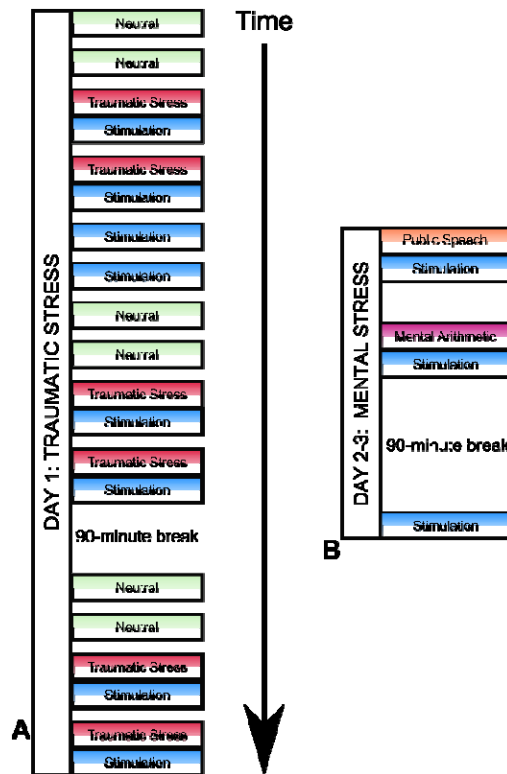 Time
DAY 1: TRAUMATIC STRESS
Neutral
Neutral
Traumatic Stress
Stimulation
Traumatic Stress
Stimulation
Stimulation
Stimulation
Neutral
Neutral
Traumatic Stress
Stimulation
Traumatic Stress
Stimulation
90-minute break
Neutral
Neutral
Traumatic Stress
Stimulation
Traumatic Stress
Stimulation
A
DAY 2-3: MENTAL STRESS
Public Speech
Stimulation
Mental Arithmetic
Stimulation
90-minute break
Stimulation
B